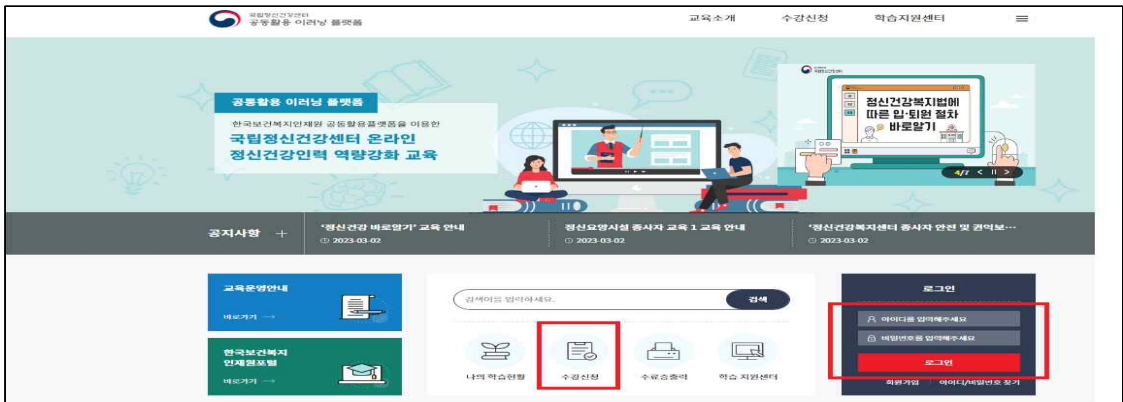 국립정신건강센터
공동활용 이러닝 플랫폼
교육소개 수강신청 학습지원센터
공동활용 이러닝 플랫폼
한국보건복지인재원 공동활용플랫폼을 이용한
국립정신건강센터 온라인
정신건강인력 역량강화 교육
정신건강복지법에
따른 입·퇴원 절차
바로알기
4/7 < II >
공지사항 +
'정신건강 바로알기' 교육 안내
2023-03-02
정신요양시설 종사자 교육 1 교육 안내
2023-03-02
'정신건강복지센터 종사자 안전 및 권익보…
2023-03-02
교육운영안내
바로가기 →
한국보건복지
인재원포털
바로가기 →
검색어를 입력하세요.
검색
나의 학습현황
수강신청
수료증출력
학습 지원센터
로그인
아이디를 입력해주세요
비밀번호를 입력해주세요
로그인
회원가입
아이디/비밀번호 찾기